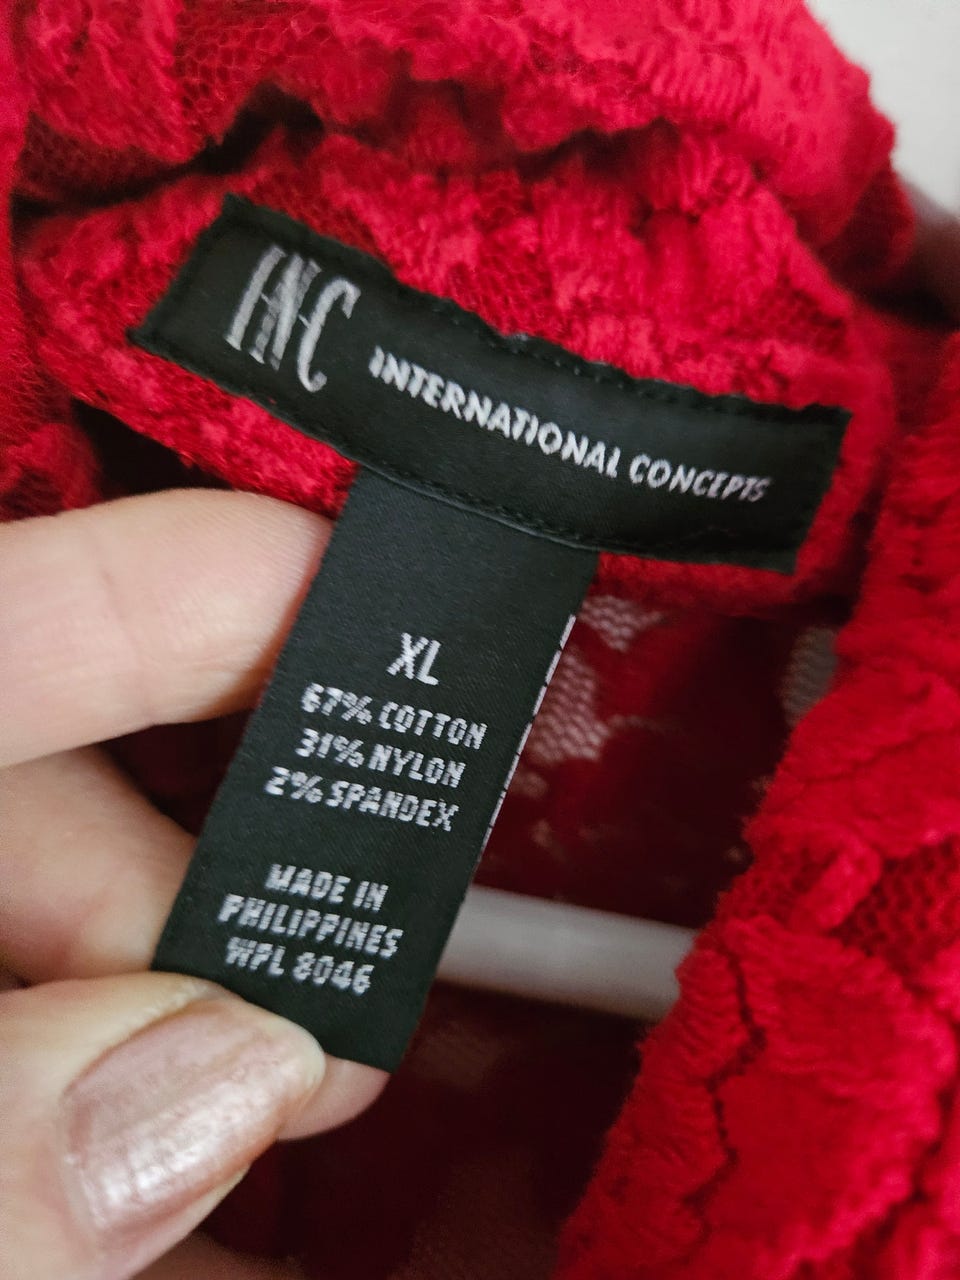 INC INTERNATIONAL CONCEPTS
XL
67% COTTON
31% NYLON
2% SPANDEX
MADE IN
PHILIPPINES
WPL 8046